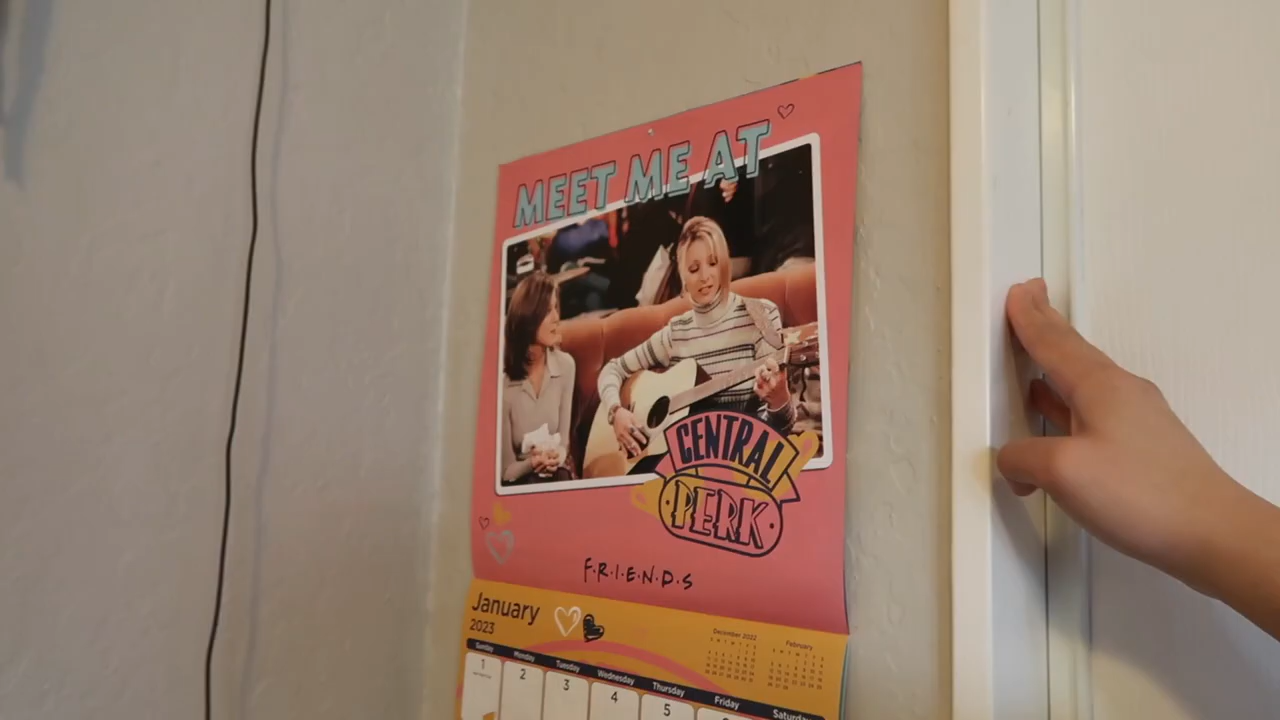 MEET ME AT
CENTRAL
PERK
F·R·I·E·N·D·S
January
2023
December 2022
February
Sunday Monday Tuesday Wednesday Thursday Friday Saturday
1 2 3 4 5